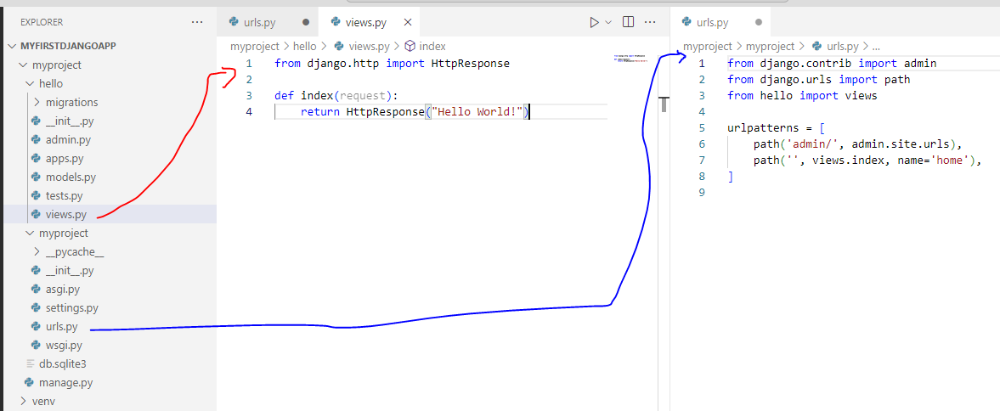 EXPLORER
MYFIRSTDJANGOAPP
myproject
hello
migrations
__init__.py
admin.py
apps.py
models.py
tests.py
views.py
myproject
__pycache__
__init__.py
asgi.py
settings.py
urls.py
wsgi.py
db.sqlite3
manage.py
venv
urls.py
views.py
myproject > hello > views.py > index
1 from django.http import HttpResponse
2
3 def index(request):
4     return HttpResponse("Hello World!")
urls.py
myproject > myproject > urls.py > ...
1 from django.contrib import admin
2 from django.urls import path
3 from hello import views
4
5 urlpatterns = [
6     path('admin/', admin.site.urls),
7     path('', views.index, name='home'),
8 ]
9